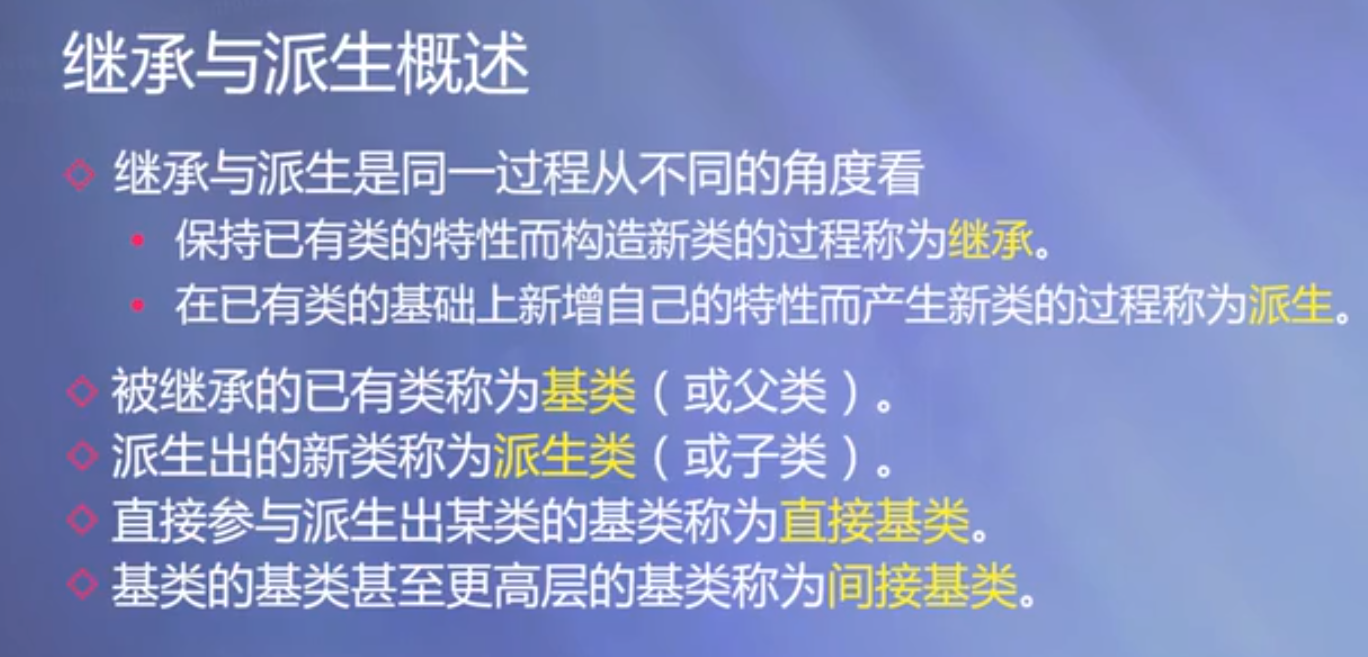 继承与派生概述
继承与派生是同一过程从不同的角度看
保持已有类的特性而构造新类的过程称为继承。
在已有类的基础上新增自己的特性而产生新类的过程称为派生。
被继承的已有类称为基类（或父类）。
派生出的新类称为派生类（或子类）。
直接参与派生出某类的基类称为直接基类。
基类的基类甚至更高层的基类称为间接基类。